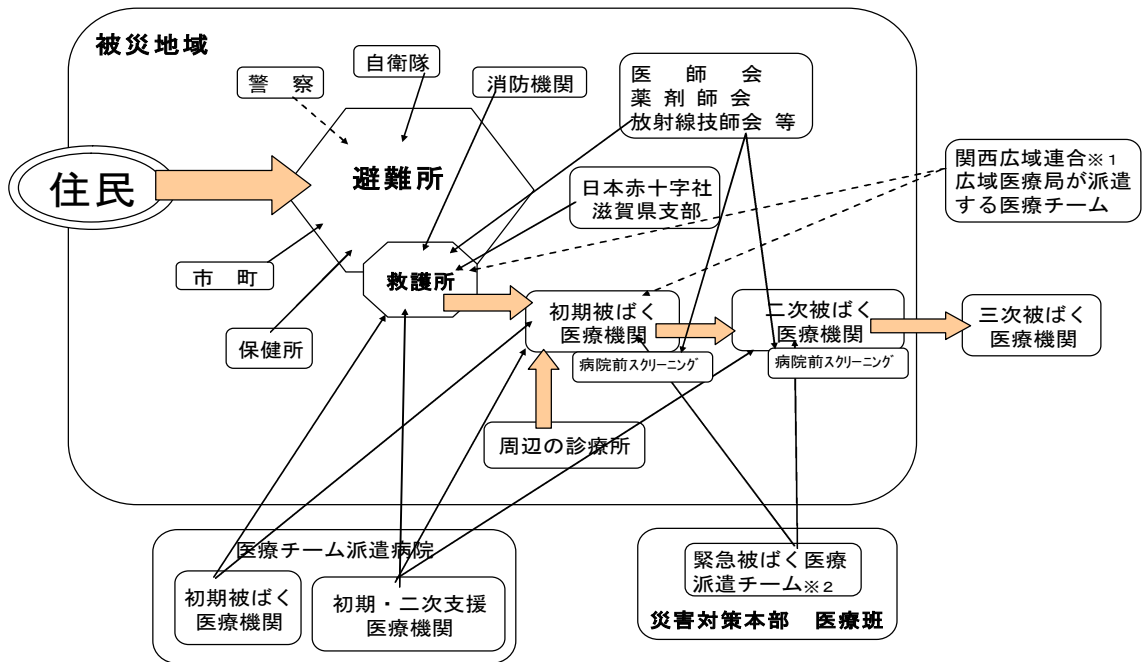 被災地域
自衛隊
警　察
消防機関
医　師　会
薬 剤 師 会
放射線技師会 等
住民
避難所
関西広域連合※1
広域医療局が派遣
する医療チーム
日本赤十字社
滋賀県支部
市　町
救護所
保健所
初期被ばく
医療機関
病院前スクリーニング
二次被ばく
医療機関
病院前スクリーニング
三次被ばく
医療機関
周辺の診療所
医療チーム派遣病院
初期被ばく
医療機関
初期・二次支援
医療機関
緊急被ばく医療
派遣チーム※2
災害対策本部　医療班